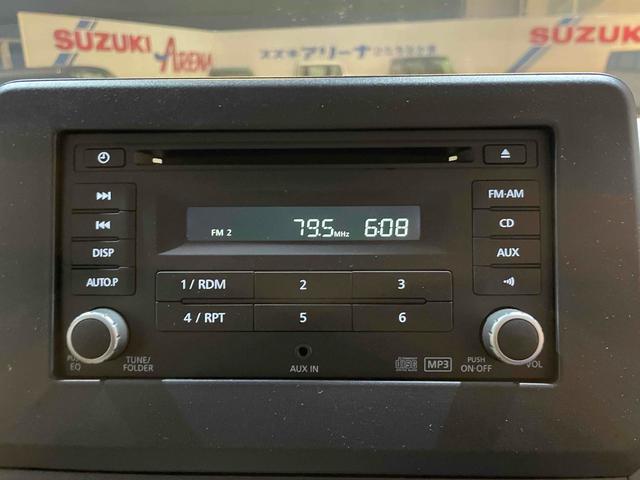 SUZUKI ARENA
スズキアリーナ
SUZUKI
FM 2 79.5 MHz 6:08
DISP
AUTO.P
FM·AM
CD
AUX
1 / RDM 2 3
4 / RPT 5 6
EQ
TUNE/
FOLDER
AUX IN
MP3
PUSH
ON·OFF
VOL